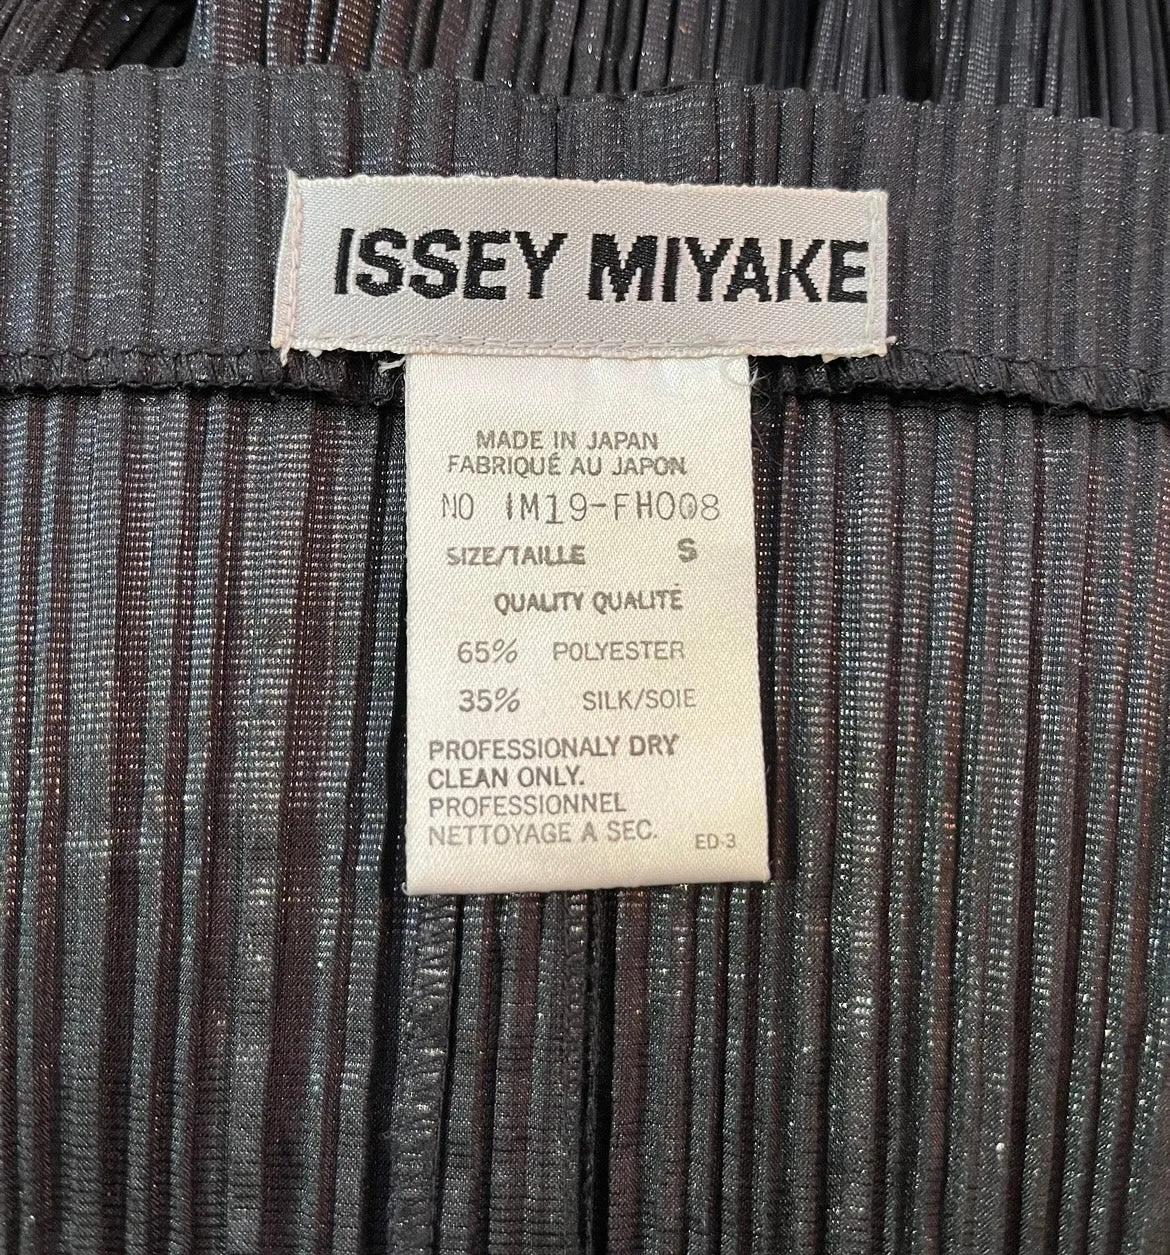 ISSEY MIYAKE
MADE IN JAPAN
FABRIQUÉ AU JAPON
NO IM19-FH008
SIZE/TAILLE S
QUALITY QUALITÉ
65% POLYESTER
35% SILK/SOIE
PROFESSIONALY DRY
CLEAN ONLY.
PROFESSIONNEL
NETTOYAGE A SEC.
ED-3